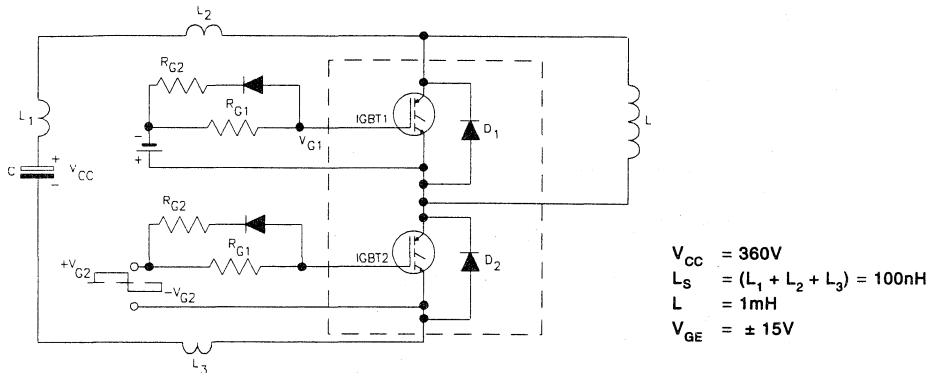 L2
RG2
RG1
L1
IGBT1
D1
L
VG1
C
VCC
RG2
RG1
IGBT2
D2
+VG2
-VG2
L3
VCC = 360V
LS = (L1 + L2 + L3) = 100nH
L = 1mH
VGE = ± 15V